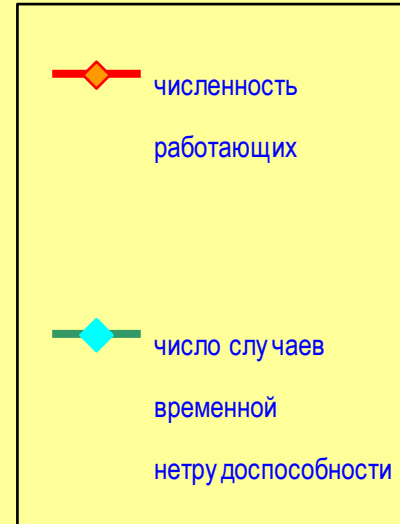 численность
работающих
число случаев
временной
нетрудоспособности